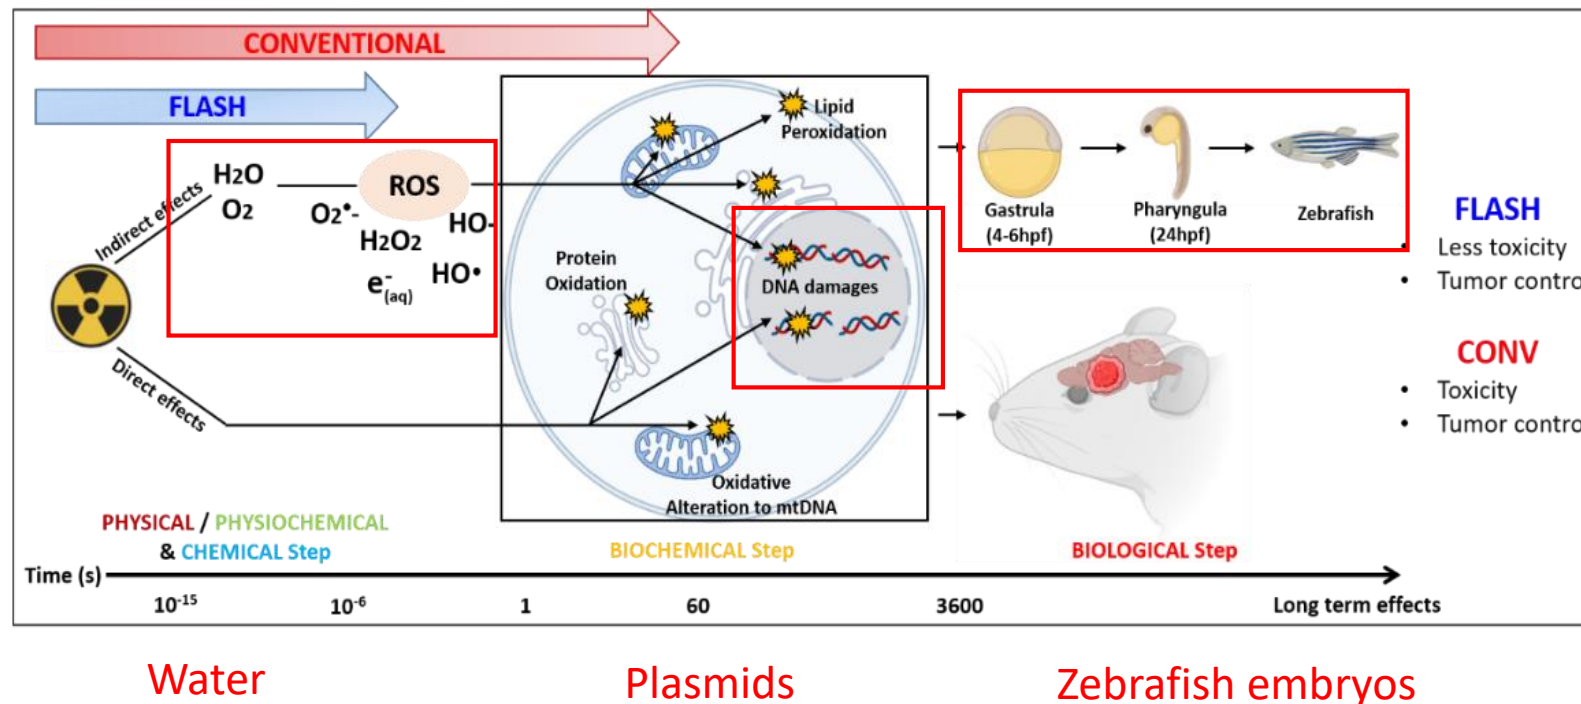 CONVENTIONAL
FLASH
Indirect effects
H2O
O2
ROS
O2•-
HO-
H2O2
HO•
e-(aq)
Direct effects
Lipid
Peroxidation
Protein
Oxidation
DNA damages
Oxidative
Alteration to mtDNA
Gastrula
(4-6hpf)
Pharyngula
(24hpf)
Zebrafish
FLASH
• Less toxicity
• Tumor control
CONV
• Toxicity
• Tumor control
PHYSICAL / PHYSIOCHEMICAL
& CHEMICAL Step
BIOCHEMICAL Step
BIOLOGICAL Step
Time (s)
10-15
10-6
1
60
3600
Long term effects
Water
Plasmids
Zebrafish embryos